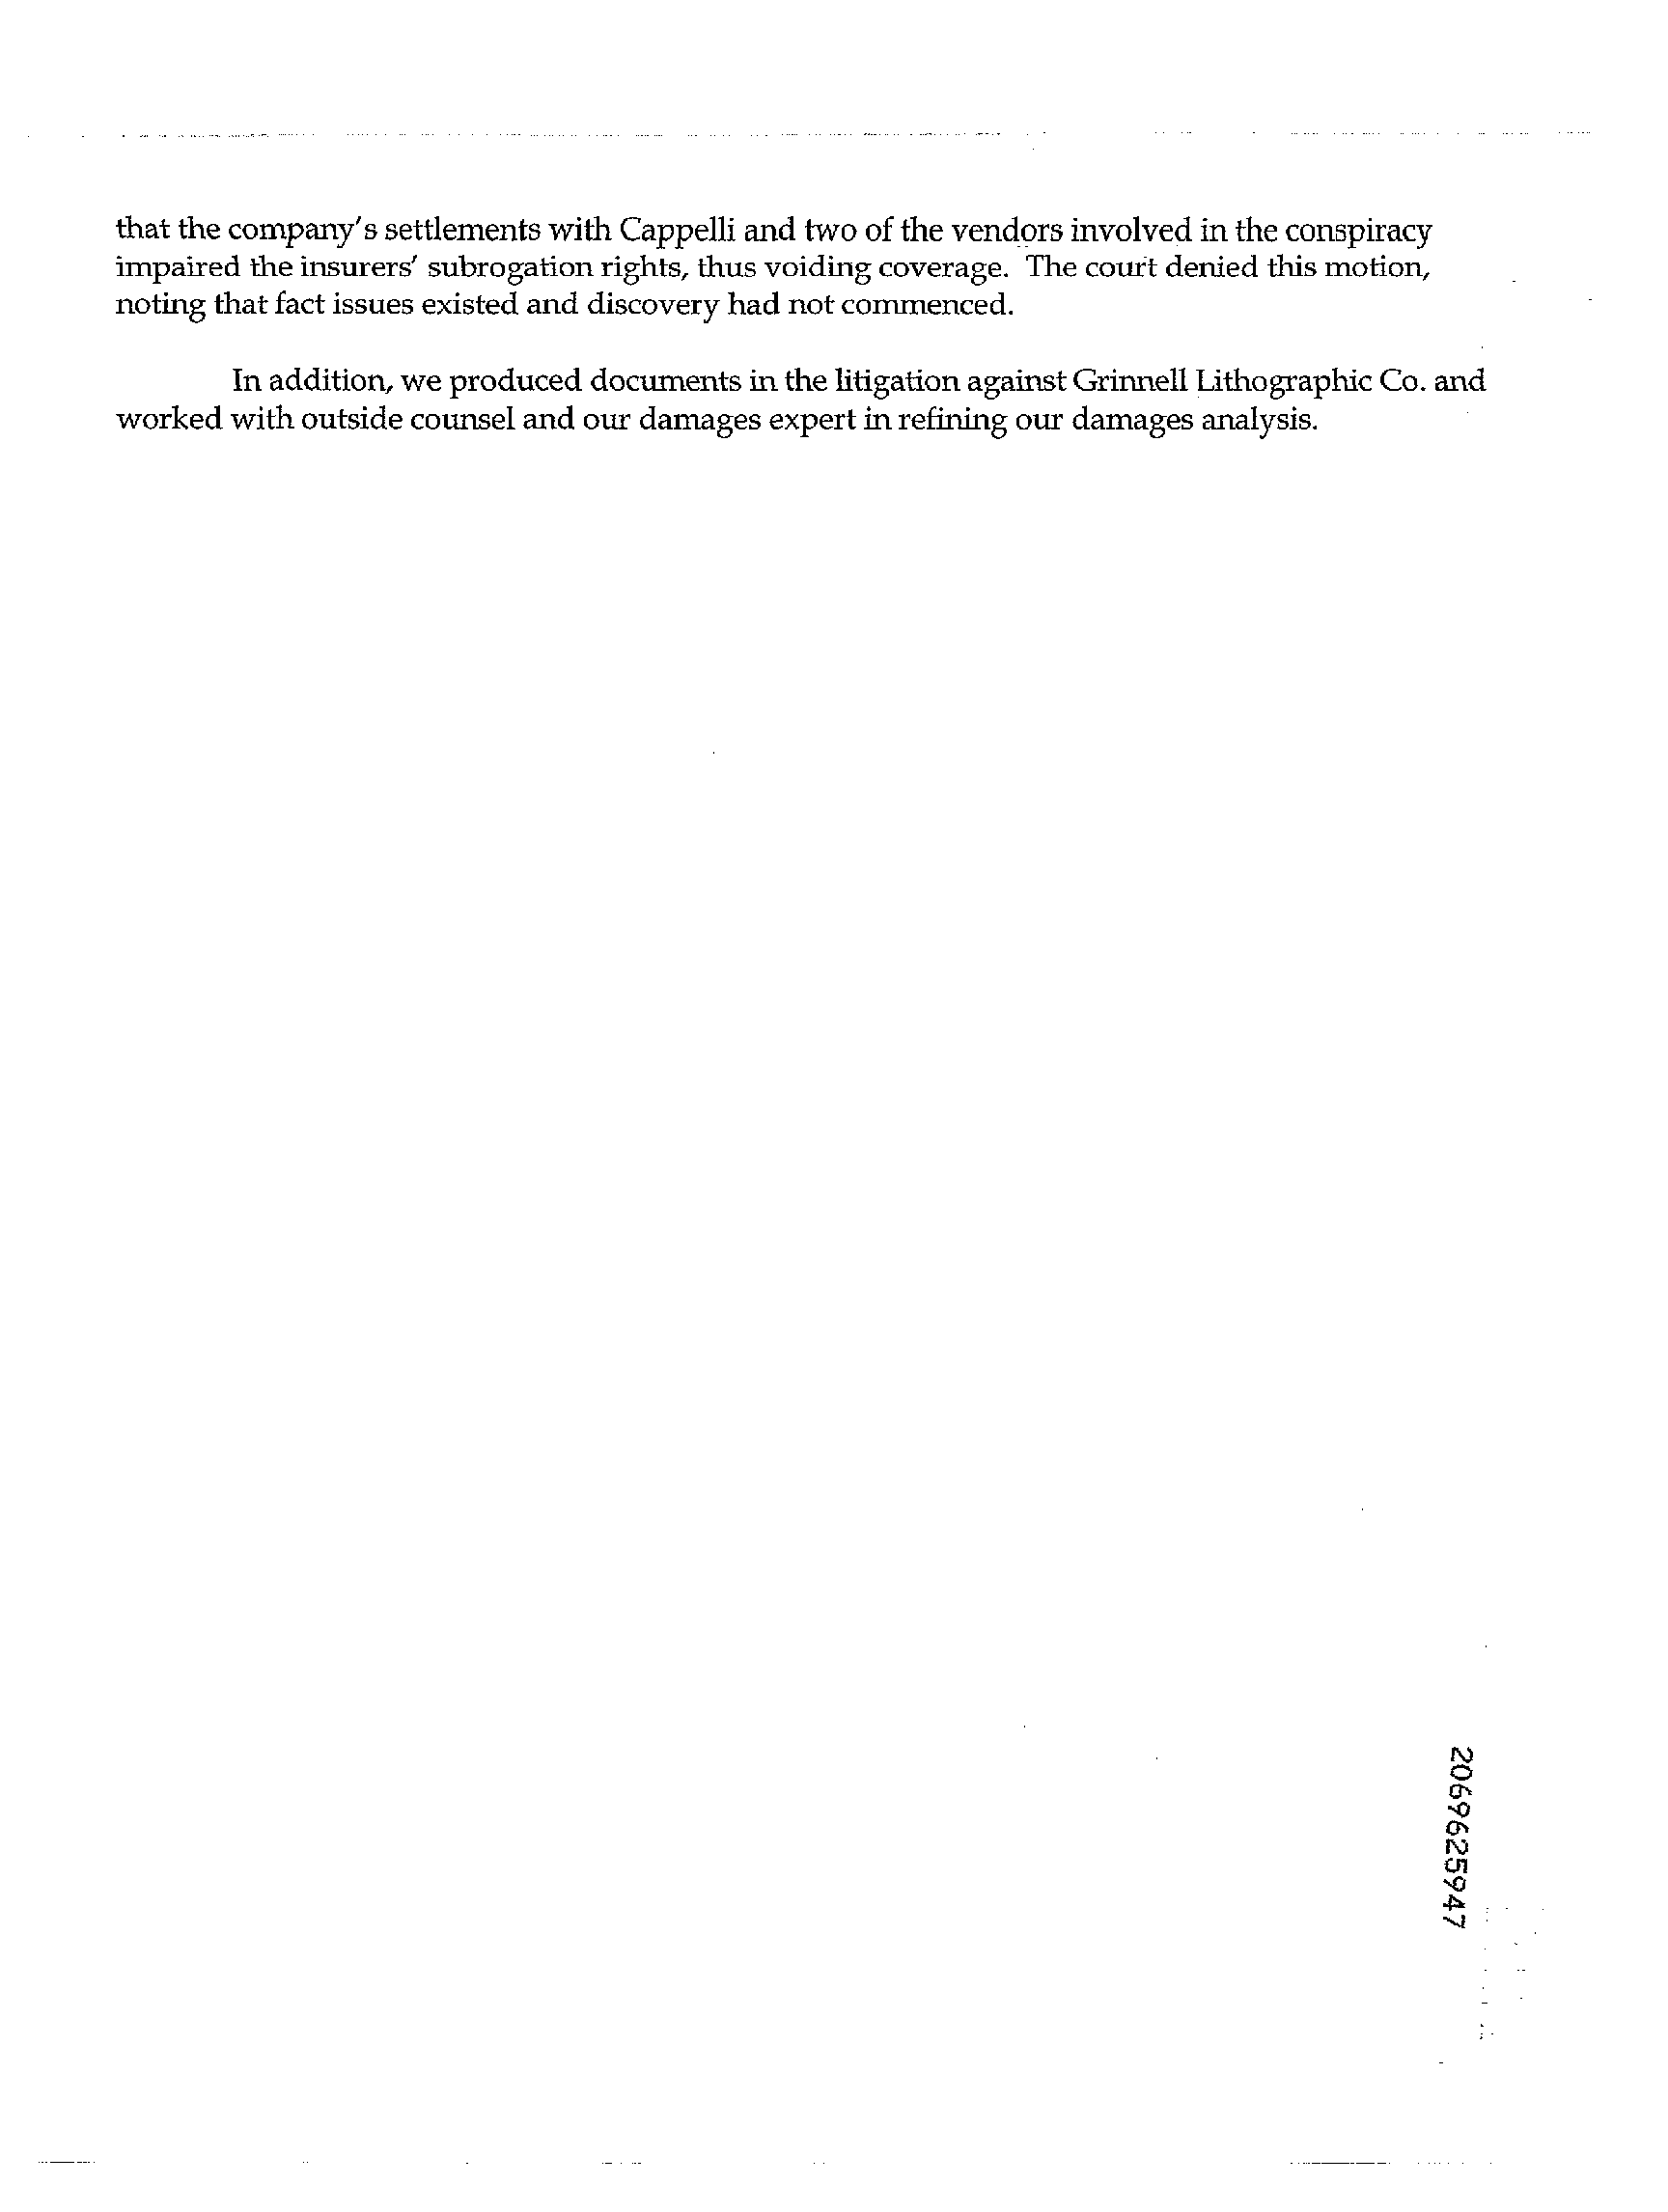 that the company's settlements with Cappelli and two of the vendors involved in the conspiracy
impaired the insurers' subrogation rights, thus voiding coverage. The court denied this motion,
noting that fact issues existed and discovery had not commenced.
In addition, we produced documents in the litigation against Grinnell Lithographic Co. and
worked with outside counsel and our damages expert in refining our damages analysis.
2069625947